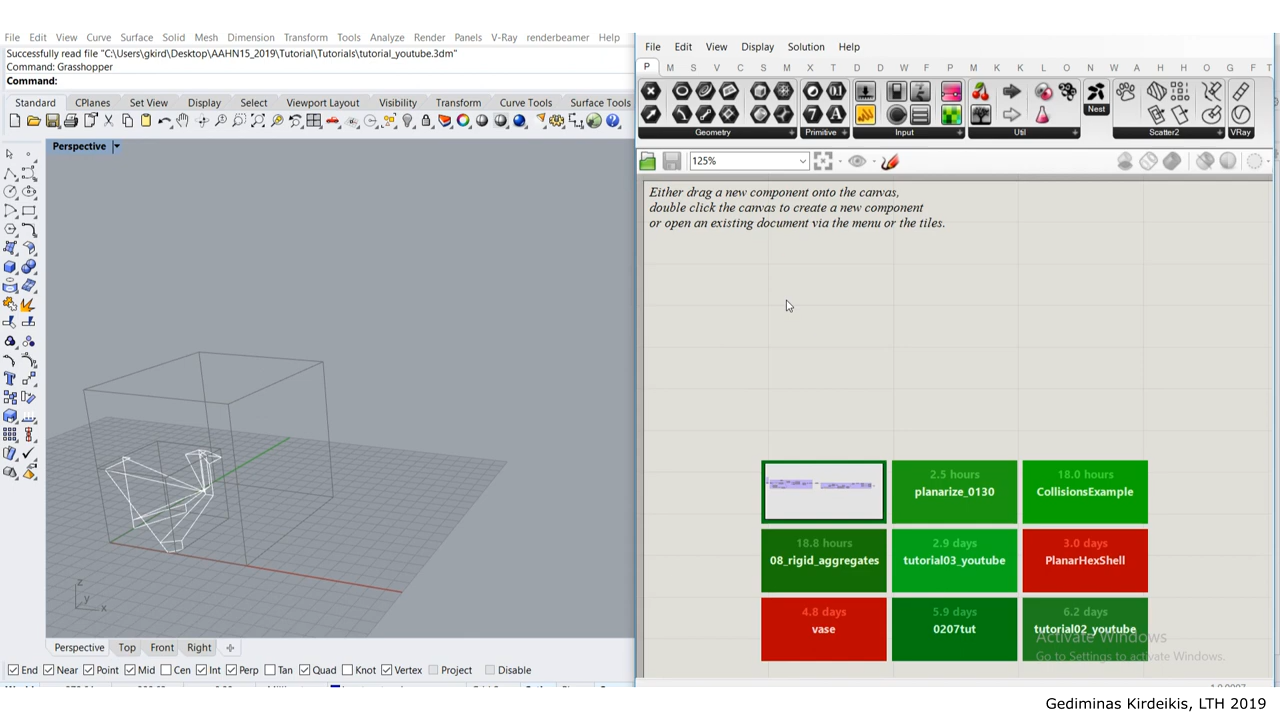 File Edit View Curve Surface Solid Mesh Dimension Transform Tools Analyze Render Panels V-Ray renderbeamer Help
Successfully read file "C:\Users\gkird\Desktop\AAHN15_2019\Tutorial\Tutorials\tutorial_youtube.3dm"
Command: Grasshopper
Command:
Standard CPlanes Set View Display Select Viewport Layout Visibility Transform Curve Tools Surface Tools
Perspective
z
y
x
Perspective Top Front Right
End Near Point Mid Cen Int Perp Tan Quad Knot Vertex Project Disable
File Edit View Display Solution Help
P M S V C S M I X T D D W F P M K K L O W A H H R O G F T
Geometry Primitive Input Util Nest Scatter2 VRay
125%
Either drag a new component onto the canvas,
double click the canvas to create a new component
or open an existing document via the menu or the tiles.
2.5 hours
planarize_0130
18.0 hours
CollisionsExample
18.8 hours
08_rigid_aggregates
2.9 days
tutorial03_youtube
3.0 days
PlanarHexShell
4.8 days
vase
5.9 days
0207tut
6.2 days
tutorial02_youtube
Activate Windows
Go to Settings to activate Windows.
Gediminas Kirdeikis, LTH 2019